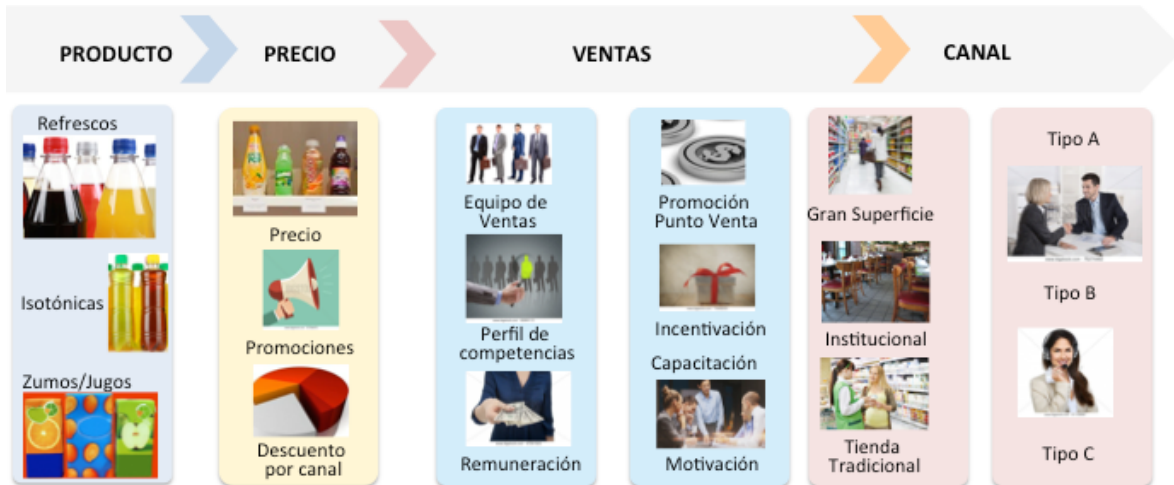 PRODUCTO
PRECIO
VENTAS
CANAL
Refrescos
Isotónicas
Zumos/Jugos
Precio
Promociones
Descuento
por canal
Equipo de
Ventas
Perfil de
competencias
Remuneración
Promoción
Punto Venta
Incentivación
Capacitación
Motivación
Gran Superficie
Institucional
Tienda
Tradicional
Tipo A
Tipo B
Tipo C